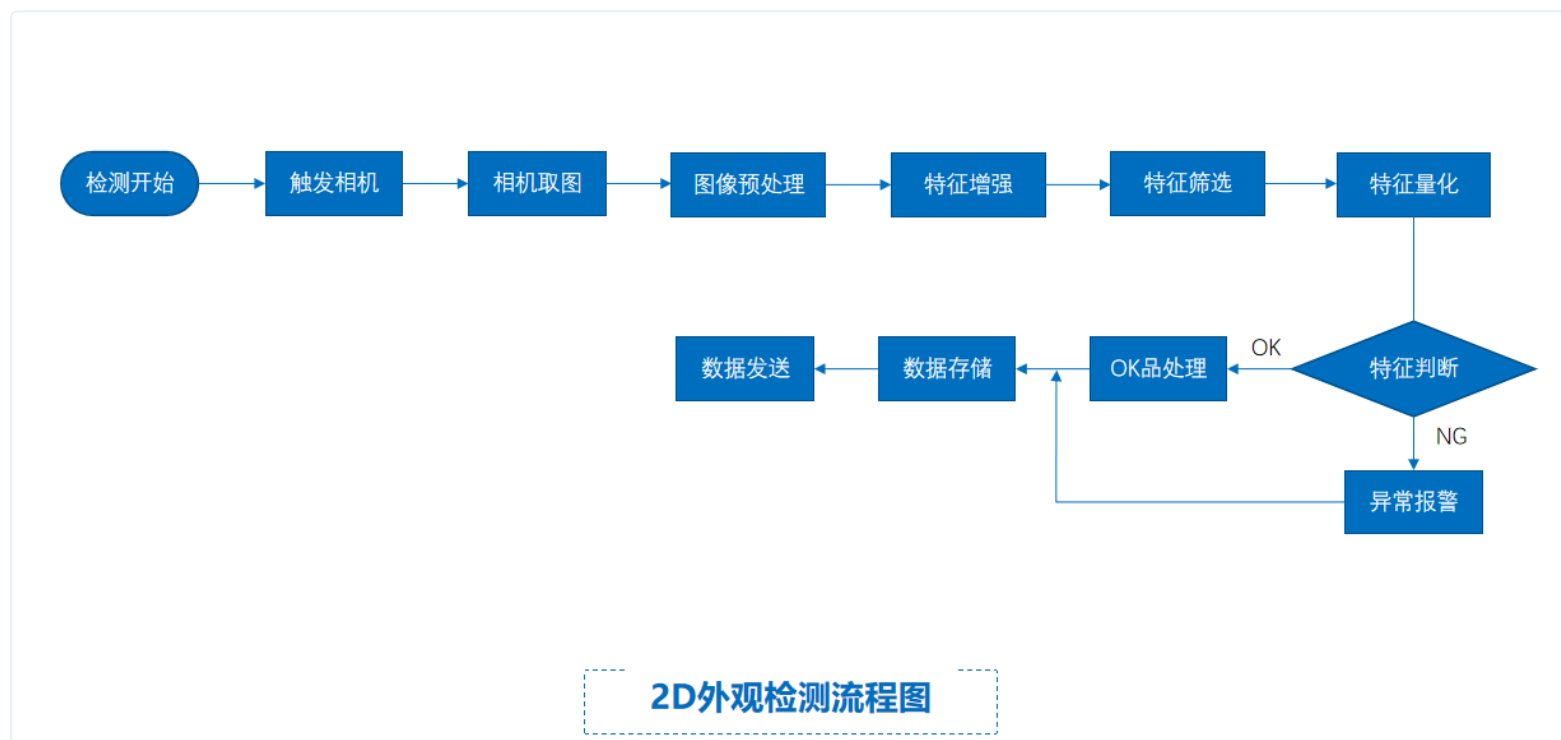 检测开始
触发相机
相机取图
图像预处理
特征增强
特征筛选
特征量化
特征判断
OK
OK品处理
数据存储
数据发送
NG
异常报警
2D外观检测流程图